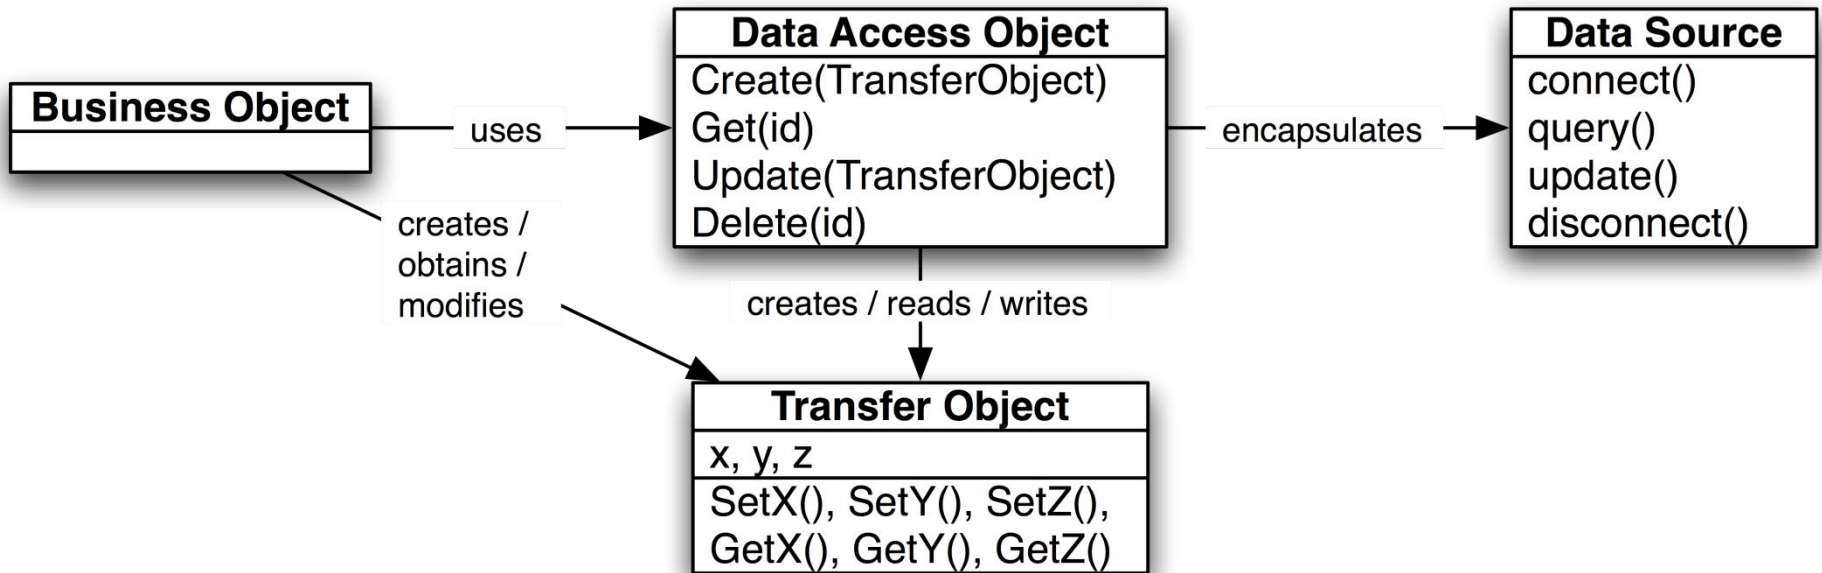 Business Object
uses
creates /
obtains /
modifies
Data Access Object
Create(TransferObject)
Get(id)
Update(TransferObject)
Delete(id)
encapsulates
Data Source
connect()
query()
update()
disconnect()
creates / reads / writes
Transfer Object
x, y, z
SetX(), SetY(), SetZ(),
GetX(), GetY(), GetZ()